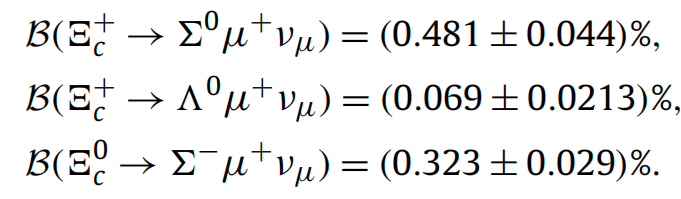 ℬ(Ξ_c^+ → Σ^0 μ^+ ν_μ) = (0.481 ± 0.044)%,
ℬ(Ξ_c^+ → Λ^0 μ^+ ν_μ) = (0.069 ± 0.0213)%,
ℬ(Ξ_c^0 → Σ^− μ^+ ν_μ) = (0.323 ± 0.029)%.